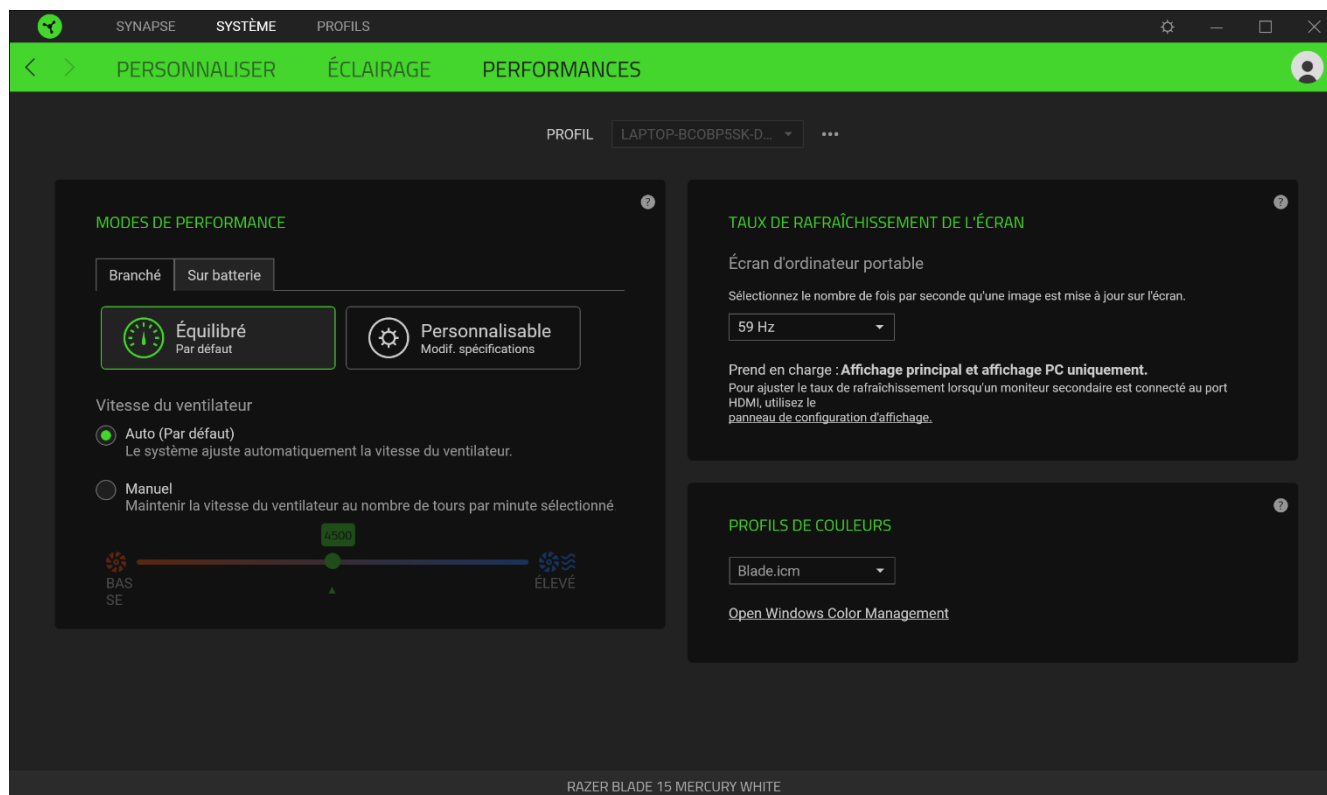 SYNAPSE SYSTÈME PROFILS
PERSONNALISER ÉCLAIRAGE PERFORMANCES
PROFIL LAPTOP-BCOBP5SK-D... •••
MODES DE PERFORMANCE
Branché Sur batterie
Équilibré
Par défaut
Personnalisable
Modif. spécifications
Vitesse du ventilateur
Auto (Par défaut)
Le système ajuste automatiquement la vitesse du ventilateur.
Manuel
Maintenir la vitesse du ventilateur au nombre de tours par minute sélectionné
4500
BAS
SE
ÉLEVÉ
TAUX DE RAFRAÎCHISSEMENT DE L'ÉCRAN
Écran d'ordinateur portable
Sélectionnez le nombre de fois par seconde qu'une image est mise à jour sur l'écran.
59 Hz
Prend en charge : Affichage principal et affichage PC uniquement.
Pour ajuster le taux de rafraîchissement lorsqu'un moniteur secondaire est connecté au port
HDMI, utilisez le
panneau de configuration d'affichage.
PROFILS DE COULEURS
Blade.icm
Open Windows Color Management
RAZER BLADE 15 MERCURY WHITE